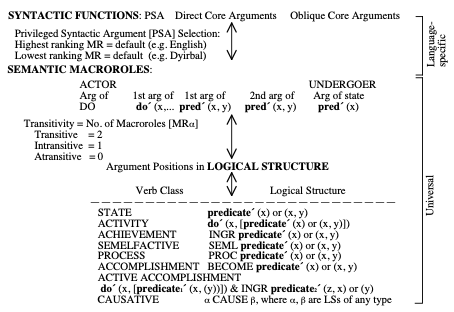 SYNTACTIC FUNCTIONS: PSA Direct Core Arguments Oblique Core Arguments
Privileged Syntactic Argument [PSA] Selection:
Highest ranking MR = default (e.g. English)
Lowest ranking MR = default (e.g. Dyirbal)
Language-specific
SEMANTIC MACROROLES:
ACTOR UNDERGOER
Arg of 1st arg of 1st arg of 2nd arg of Arg of state
DO do´ (x,... pred´ (x, y) pred´ (x, y) pred´ (x)
Transitivity = No. of Macroroles [MRα]
Transitive = 2
Intransitive = 1
Atransitive = 0
Argument Positions in LOGICAL STRUCTURE
Verb Class Logical Structure
STATE predicate´ (x) or (x, y)
ACTIVITY do´ (x, [predicate´ (x) or (x, y)])
ACHIEVEMENT INGR predicate´ (x) or (x, y)
SEMELFACTIVE SEML predicate´ (x) or (x, y)
PROCESS PROC predicate´ (x) or (x, y)
ACCOMPLISHMENT BECOME predicate´ (x) or (x, y)
ACTIVE ACCOMPLISHMENT
do´ (x, [predicate₁´ (x, (y))]) & INGR predicate₂´ (z, x) or (y)
CAUSATIVE α CAUSE β, where α, β are LSs of any type
Universal